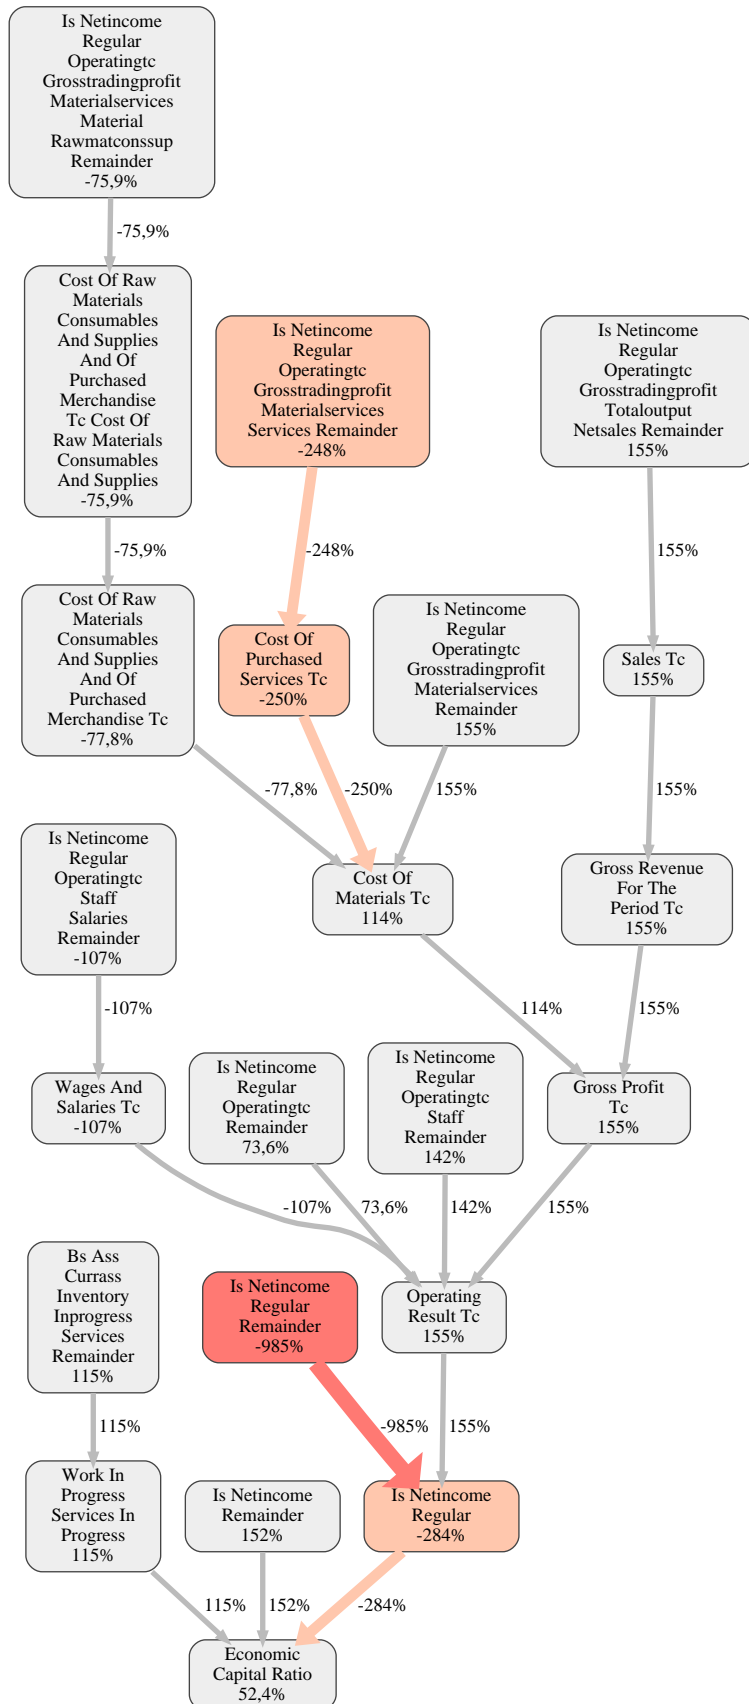 Is Netincome
Regular
Operatingtc
Grosstradingprofit
Materialservices
Material
Rawmatconssup
Remainder
-75,9%
-75,9%
Cost Of Raw
Materials
Consumables
And Supplies
And Of
Purchased
Merchandise
Tc Cost Of
Raw Materials
Consumables
And Supplies
-75,9%
Is Netincome
Regular
Operatingtc
Grosstradingprofit
Materialservices
Services Remainder
-248%
Is Netincome
Regular
Operatingtc
Grosstradingprofit
Totaloutput
Netsales Remainder
155%
-75,9%
-248%
155%
Cost Of Raw
Materials
Consumables
And Supplies
And Of
Purchased
Merchandise Tc
-77,8%
Cost Of
Purchased
Services Tc
-250%
Is Netincome
Regular
Operatingtc
Grosstradingprofit
Materialservices
Remainder
155%
Sales Tc
155%
-77,8%
-250%
155%
155%
Is Netincome
Regular
Operatingtc
Staff
Salaries
Remainder
-107%
Cost Of
Materials Tc
114%
Gross Revenue
For The
Period Tc
155%
-107%
114%
155%
Wages And
Salaries Tc
-107%
Is Netincome
Regular
Operatingtc
Remainder
73,6%
Is Netincome
Regular
Operatingtc
Staff
Remainder
142%
Gross Profit
Tc
155%
-107%
73,6%
142%
155%
Bs Ass
Currass
Inventory
Inprogress
Services
Remainder
115%
Is Netincome
Regular
Remainder
-985%
Operating
Result Tc
155%
115%
-985%
155%
Work In
Progress
Services In
Progress
115%
Is Netincome
Remainder
152%
Is Netincome
Regular
-284%
115%
152%
-284%
Economic
Capital Ratio
52,4%